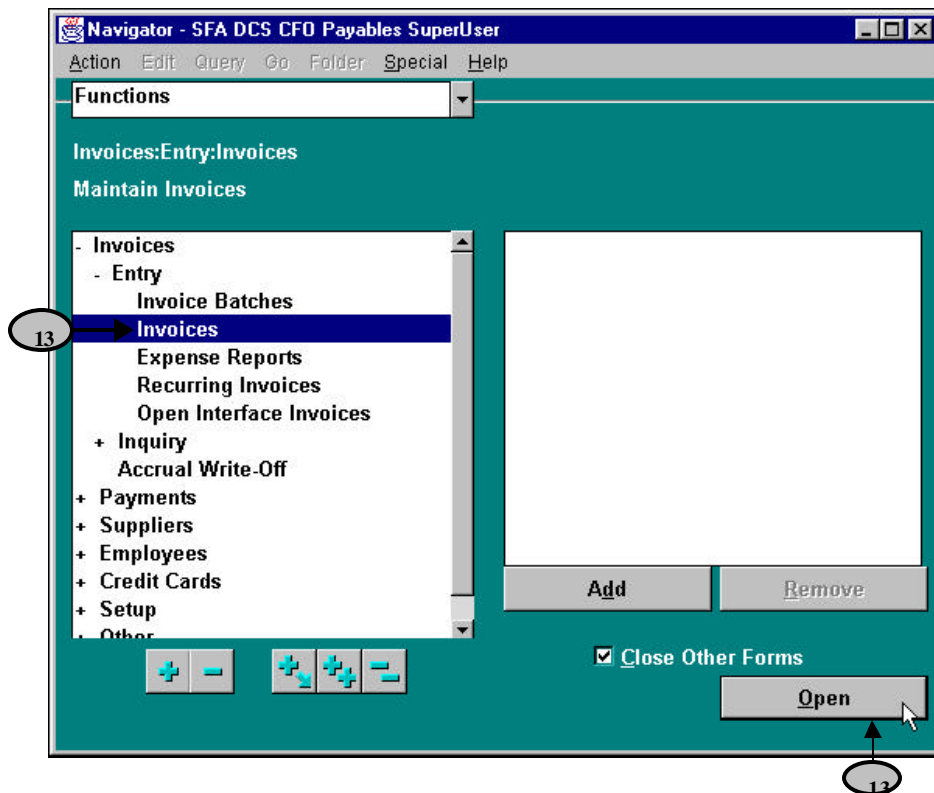 Navigator - SFA DCS CFO Payables SuperUser
Action Edit Query Go Folder Special Help
Functions
Invoices:Entry:Invoices
Maintain Invoices
- Invoices
- Entry
Invoice Batches
Invoices
Expense Reports
Recurring Invoices
Open Interface Invoices
+ Inquiry
Accrual Write-Off
+ Payments
+ Suppliers
+ Employees
+ Credit Cards
+ Setup
+ Other
13
Add Remove
Close Other Forms
Open
13